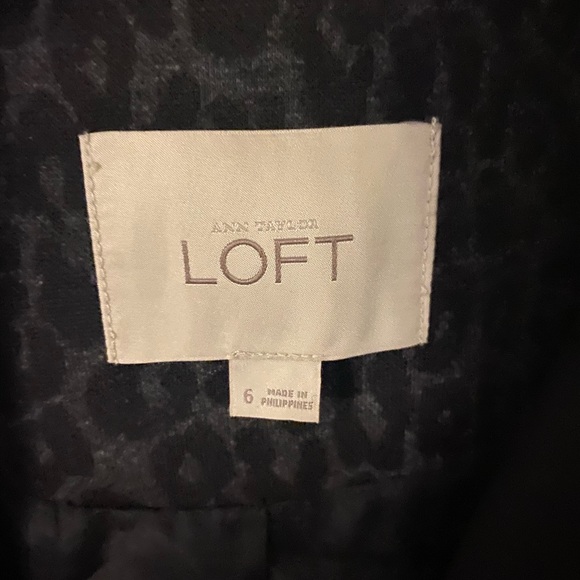 ANN TAYLOR
LOFT
6 MADE IN
PHILIPPINES